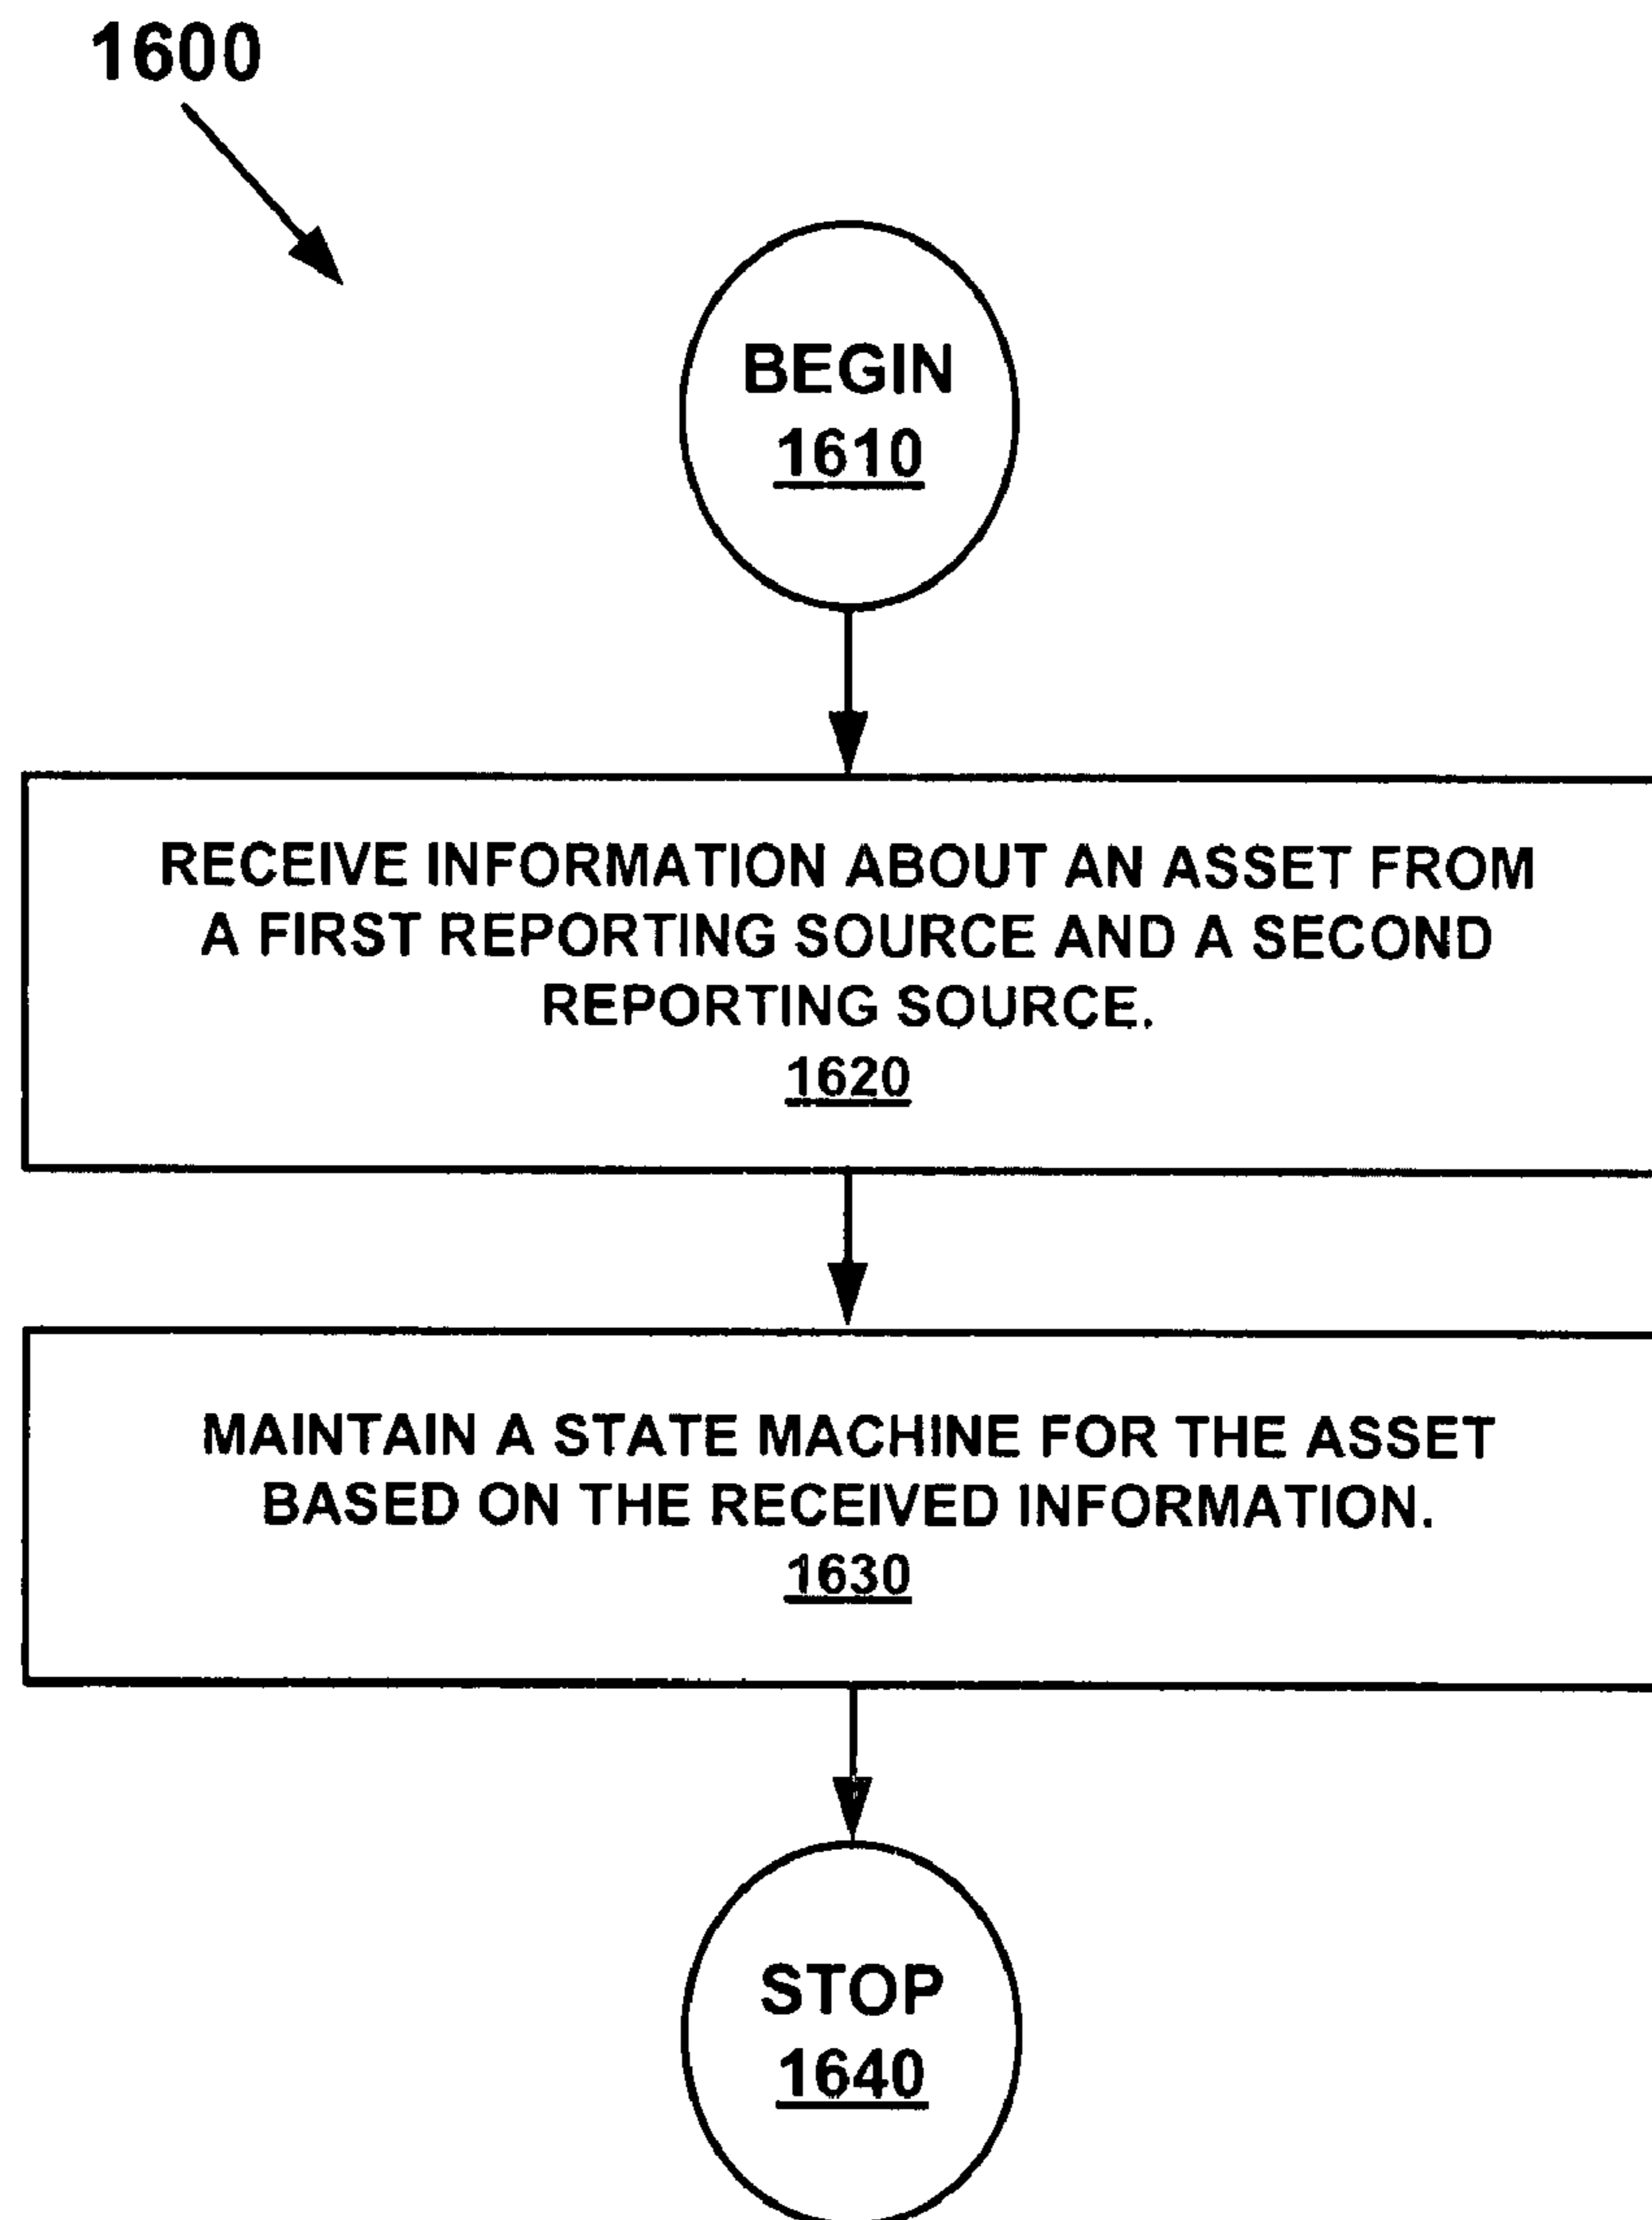 1600
BEGIN
1610
RECEIVE INFORMATION ABOUT AN ASSET FROM
A FIRST REPORTING SOURCE AND A SECOND
REPORTING SOURCE.
1620
MAINTAIN A STATE MACHINE FOR THE ASSET
BASED ON THE RECEIVED INFORMATION.
1630
STOP
1640